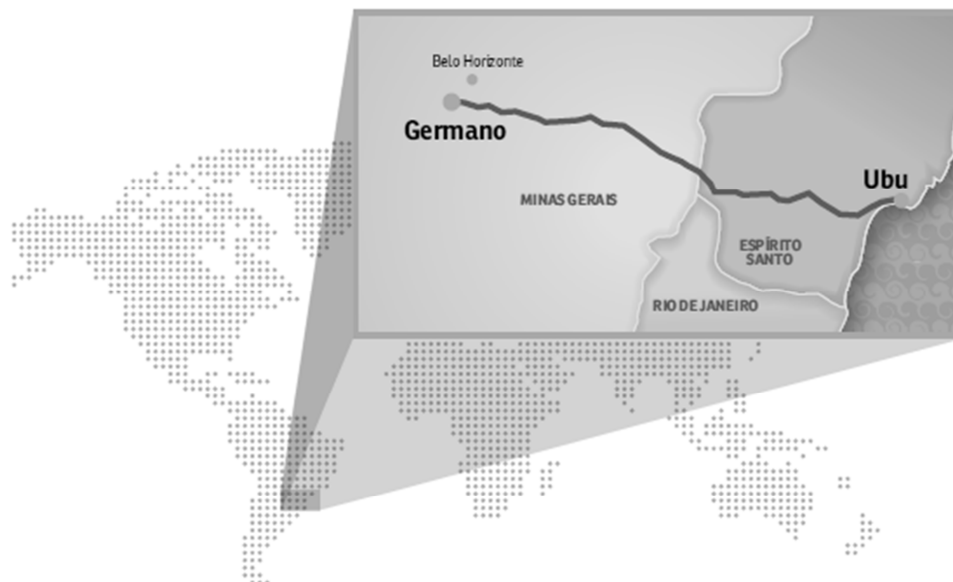 Belo Horizonte
Germano
Ubu
MINAS GERAIS
ESPÍRITO
SANTO
RIO DE JANEIRO